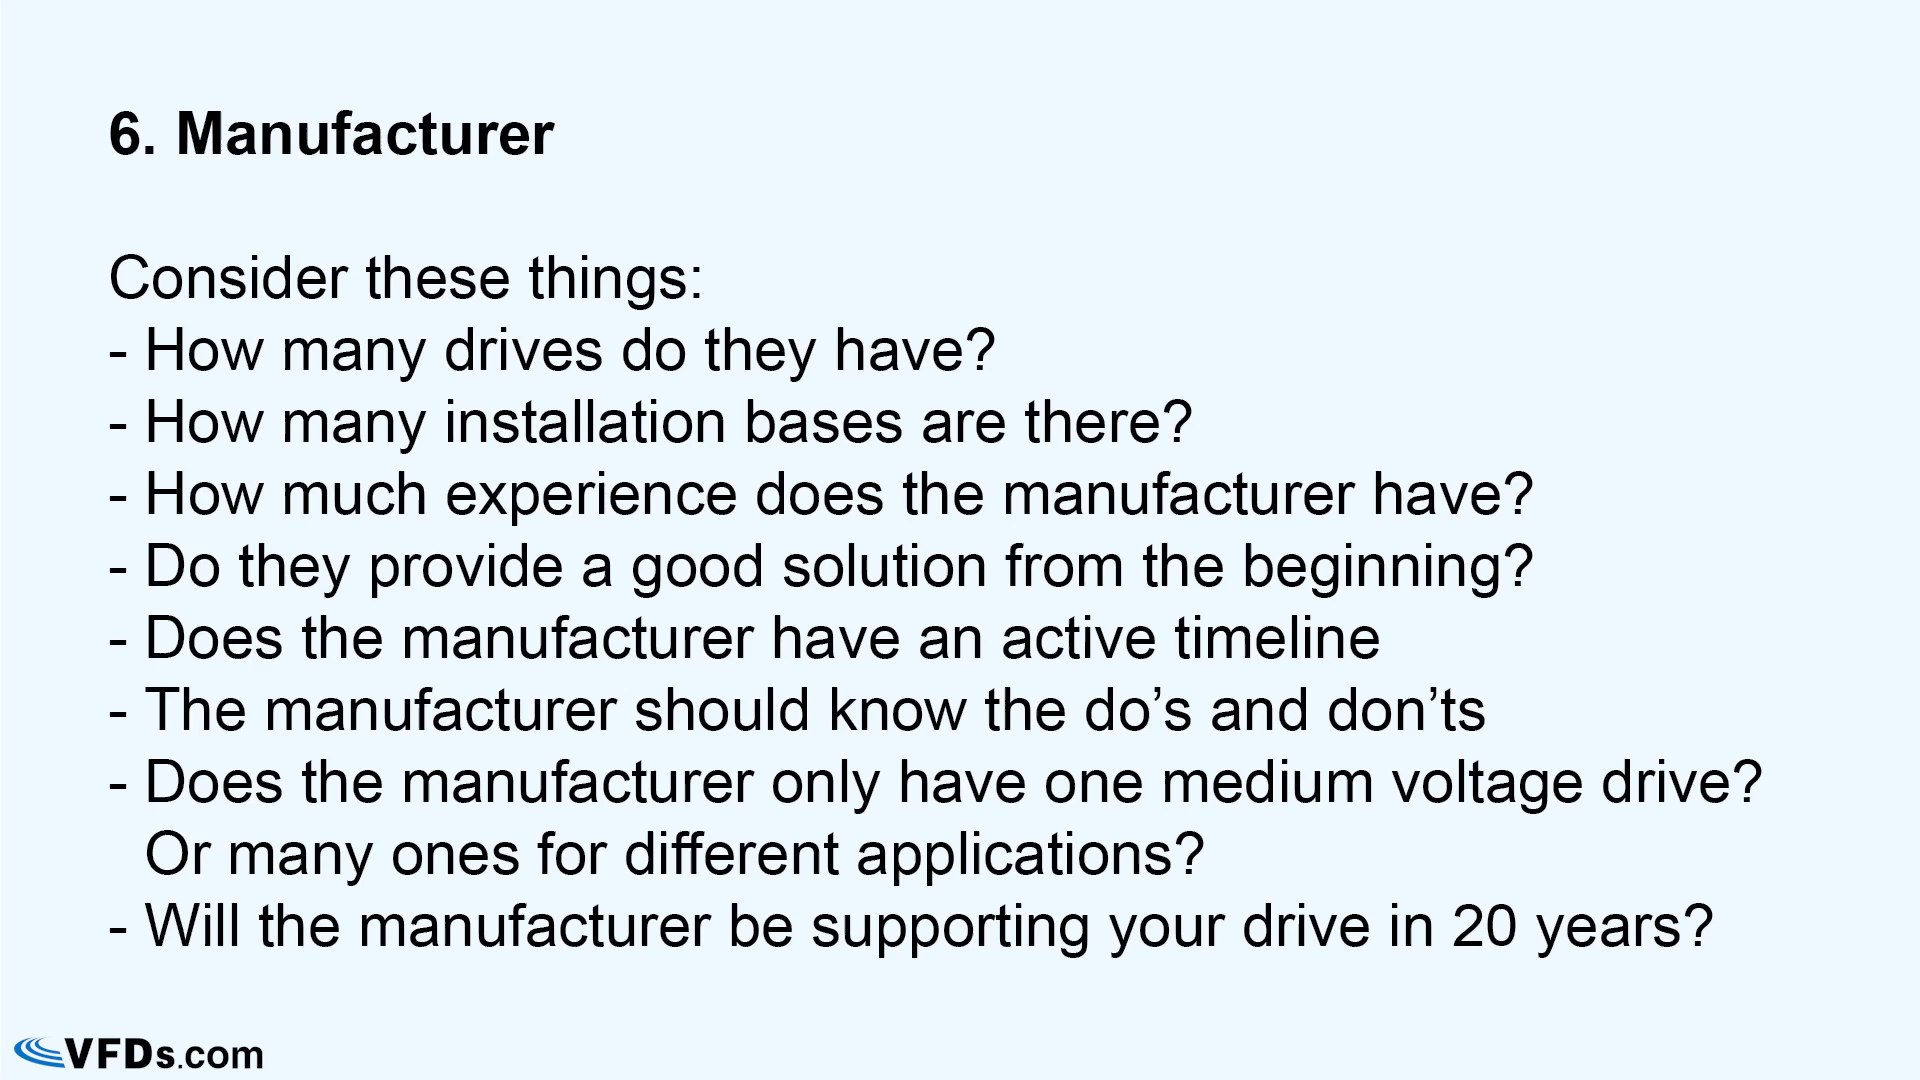 6. Manufacturer
Consider these things:
- How many drives do they have?
- How many installation bases are there?
- How much experience does the manufacturer have?
- Do they provide a good solution from the beginning?
- Does the manufacturer have an active timeline
- The manufacturer should know the do’s and don’ts
- Does the manufacturer only have one medium voltage drive?
Or many ones for different applications?
- Will the manufacturer be supporting your drive in 20 years?
VFDs.com